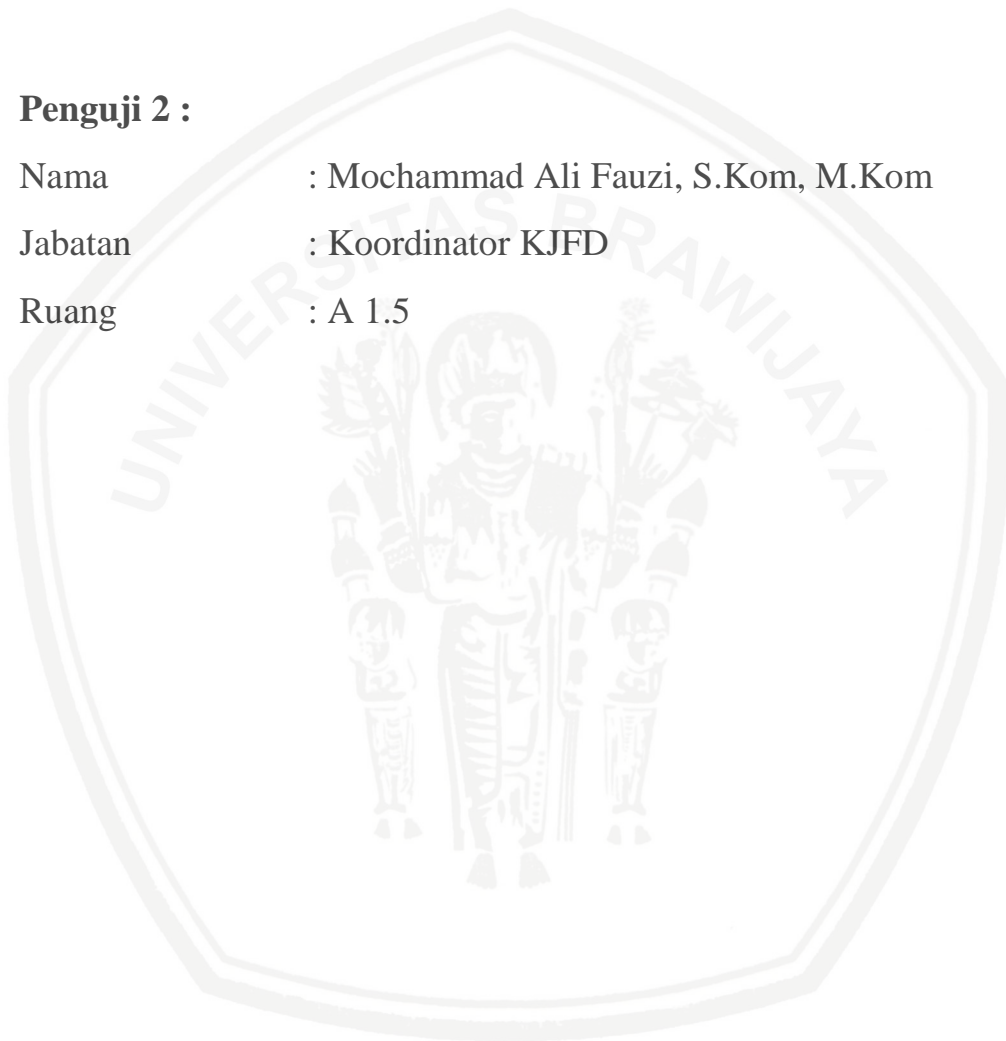 Penguji 2 :
Nama : Mochammad Ali Fauzi, S.Kom, M.Kom
Jabatan : Koordinator KJFD
Ruang : A 1.5
UNIVERSITAS BRAWIJAYA